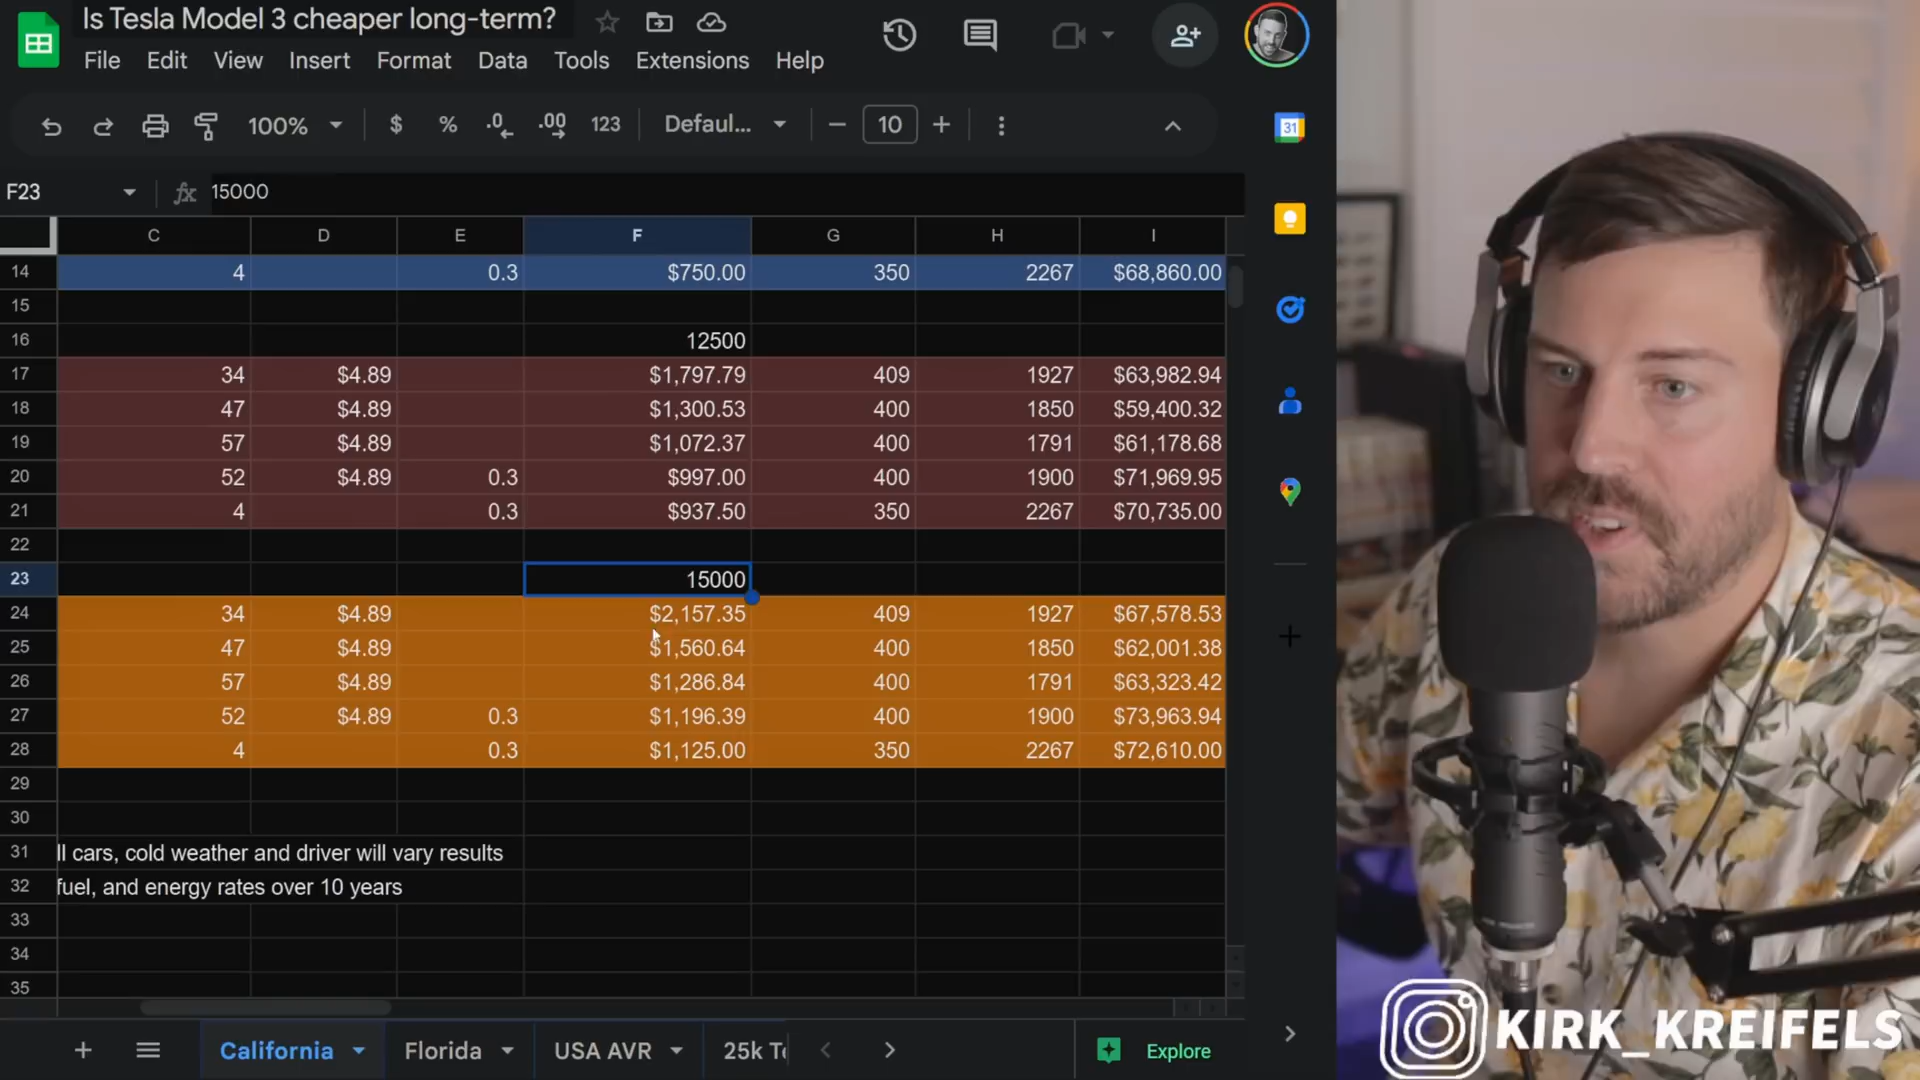 Is Tesla Model 3 cheaper long-term?
File Edit View Insert Format Data Tools Extensions Help
100% $ % .0 .00 123 Defaul... 10
31
F23 fx 15000
C D E F G H I
14 4 0.3 $750.00 350 2267 $68,860.00
15
16 12500
17 34 $4.89 $1,797.79 409 1927 $63,982.94
18 47 $4.89 $1,300.53 400 1850 $59,400.32
19 57 $4.89 $1,072.37 400 1791 $61,178.68
20 52 $4.89 0.3 $997.00 400 1900 $71,969.95
21 4 0.3 $937.50 350 2267 $70,735.00
22
23 15000
24 34 $4.89 $2,157.35 409 1927 $67,578.53
25 47 $4.89 $1,560.64 400 1850 $62,001.38
26 57 $4.89 $1,286.84 400 1791 $63,323.42
27 52 $4.89 0.3 $1,196.39 400 1900 $73,963.94
28 4 0.3 $1,125.00 350 2267 $72,610.00
29
30
31 ll cars, cold weather and driver will vary results
32 fuel, and energy rates over 10 years
33
34
35
California Florida USA AVR 25k Explore
KIRK_KREIFELS